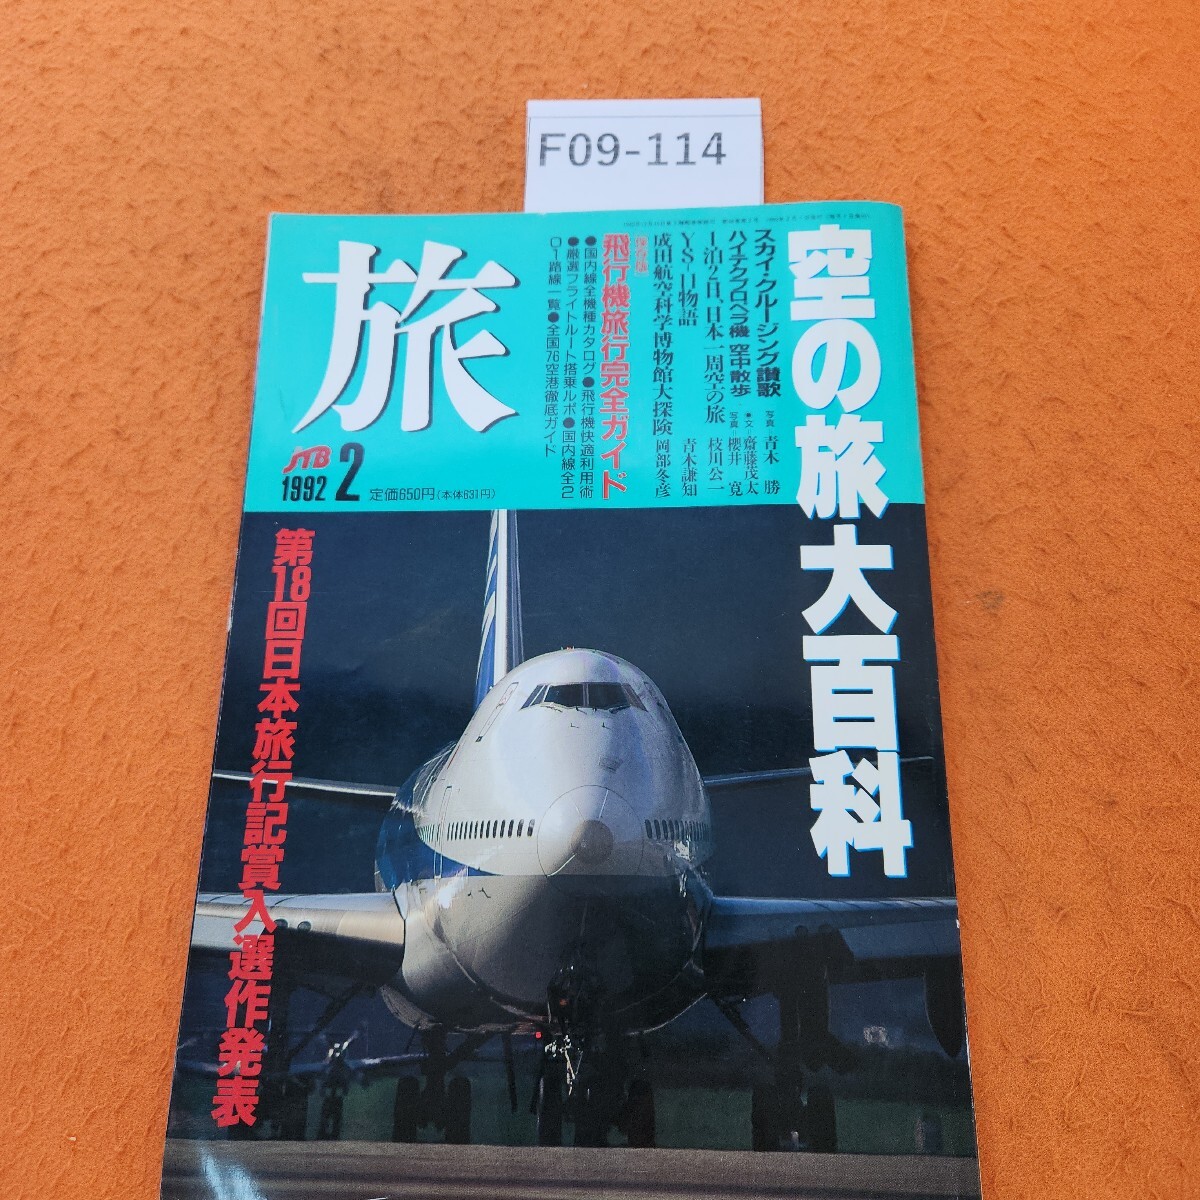 F09-114
旅
JTB
1992 2
定価650円(本体631円)
空の旅大百科
スカイ・クルージング讃歌 写真=青木 勝
ハイテクプロペラ機 空中散歩 ●文=齋藤茂太 写真=櫻井 寛
1泊2日、日本一周空の旅 枝川公一
YS-11物語 青木謙知
成田航空科学博物館大探険 岡部冬彦
保存版
飛行機旅行完全ガイド
●国内線全機種カタログ●飛行機快適利用術
●厳選フライトルート搭乗ルポ●国内線全2
01路線一覧●全国76空港徹底ガイド
第18回日本旅行記賞入選作発表